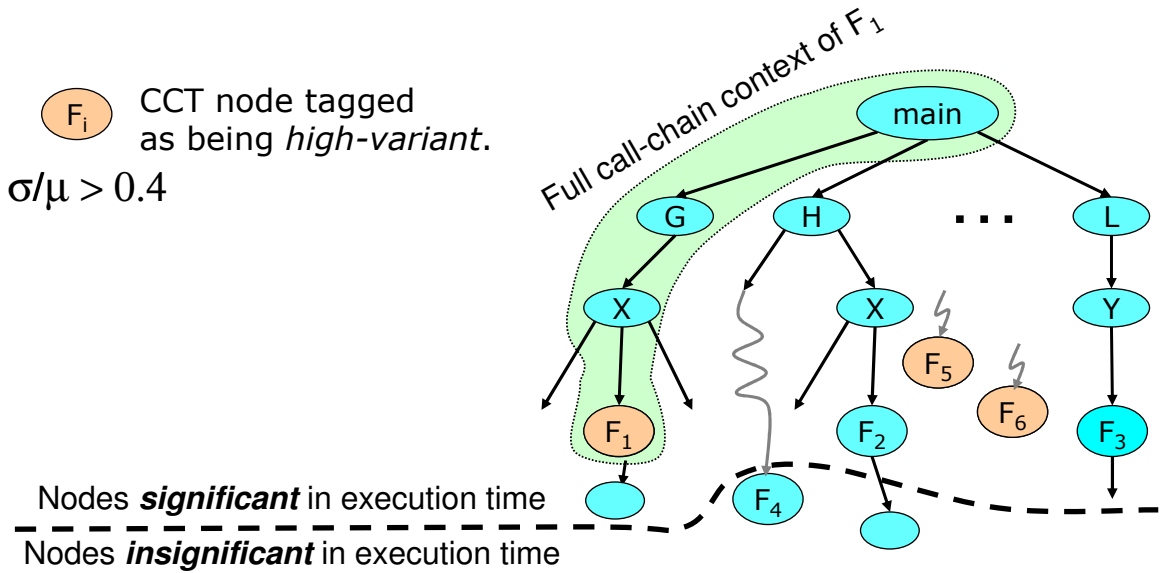 Full call-chain context of F₁
Fᵢ
CCT node tagged
as being high-variant.
σ/μ > 0.4
main
G
H
...
L
X
X
Y
F₅
F₆
F₁
F₂
F₃
F₄
Nodes significant in execution time
Nodes insignificant in execution time